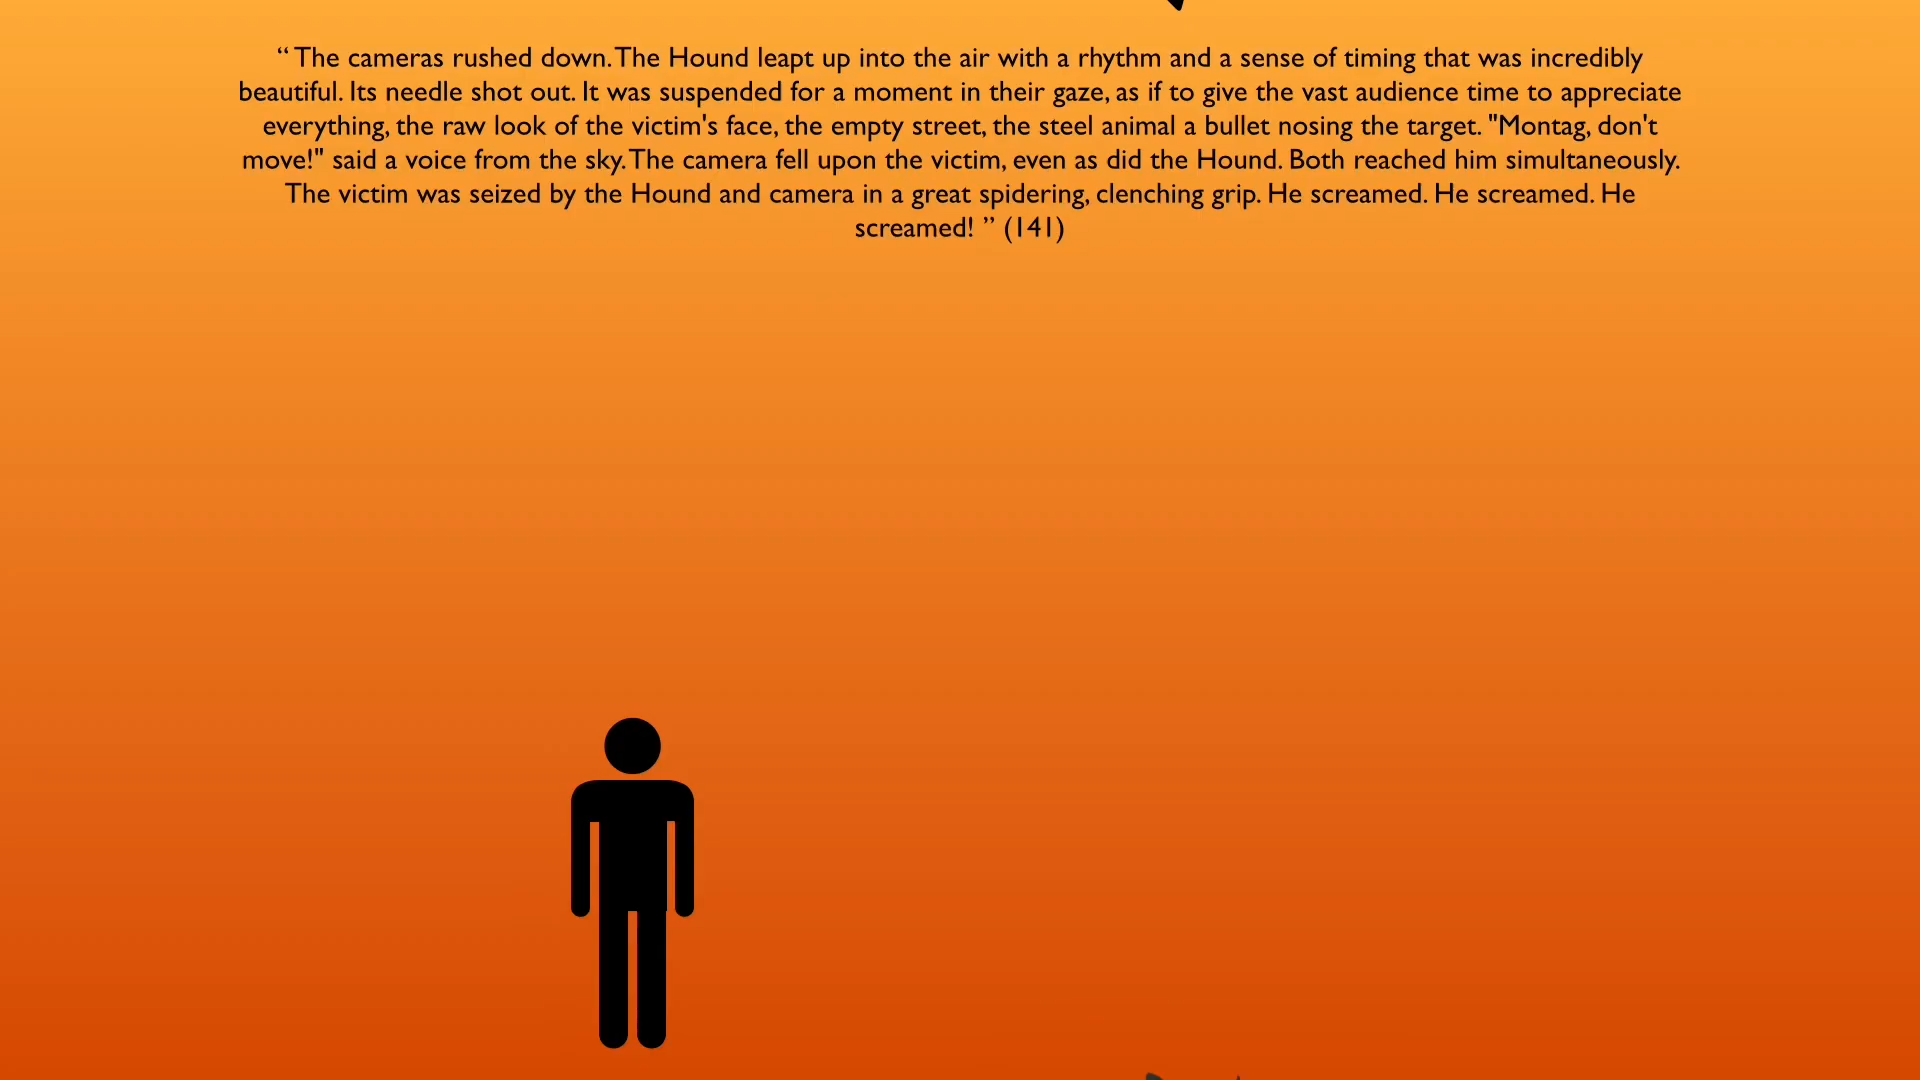 “ The cameras rushed down. The Hound leapt up into the air with a rhythm and a sense of timing that was incredibly
beautiful. Its needle shot out. It was suspended for a moment in their gaze, as if to give the vast audience time to appreciate
everything, the raw look of the victim's face, the empty street, the steel animal a bullet nosing the target. "Montag, don't
move!" said a voice from the sky. The camera fell upon the victim, even as did the Hound. Both reached him simultaneously.
The victim was seized by the Hound and camera in a great spidering, clenching grip. He screamed. He screamed. He
screamed! ” (141)